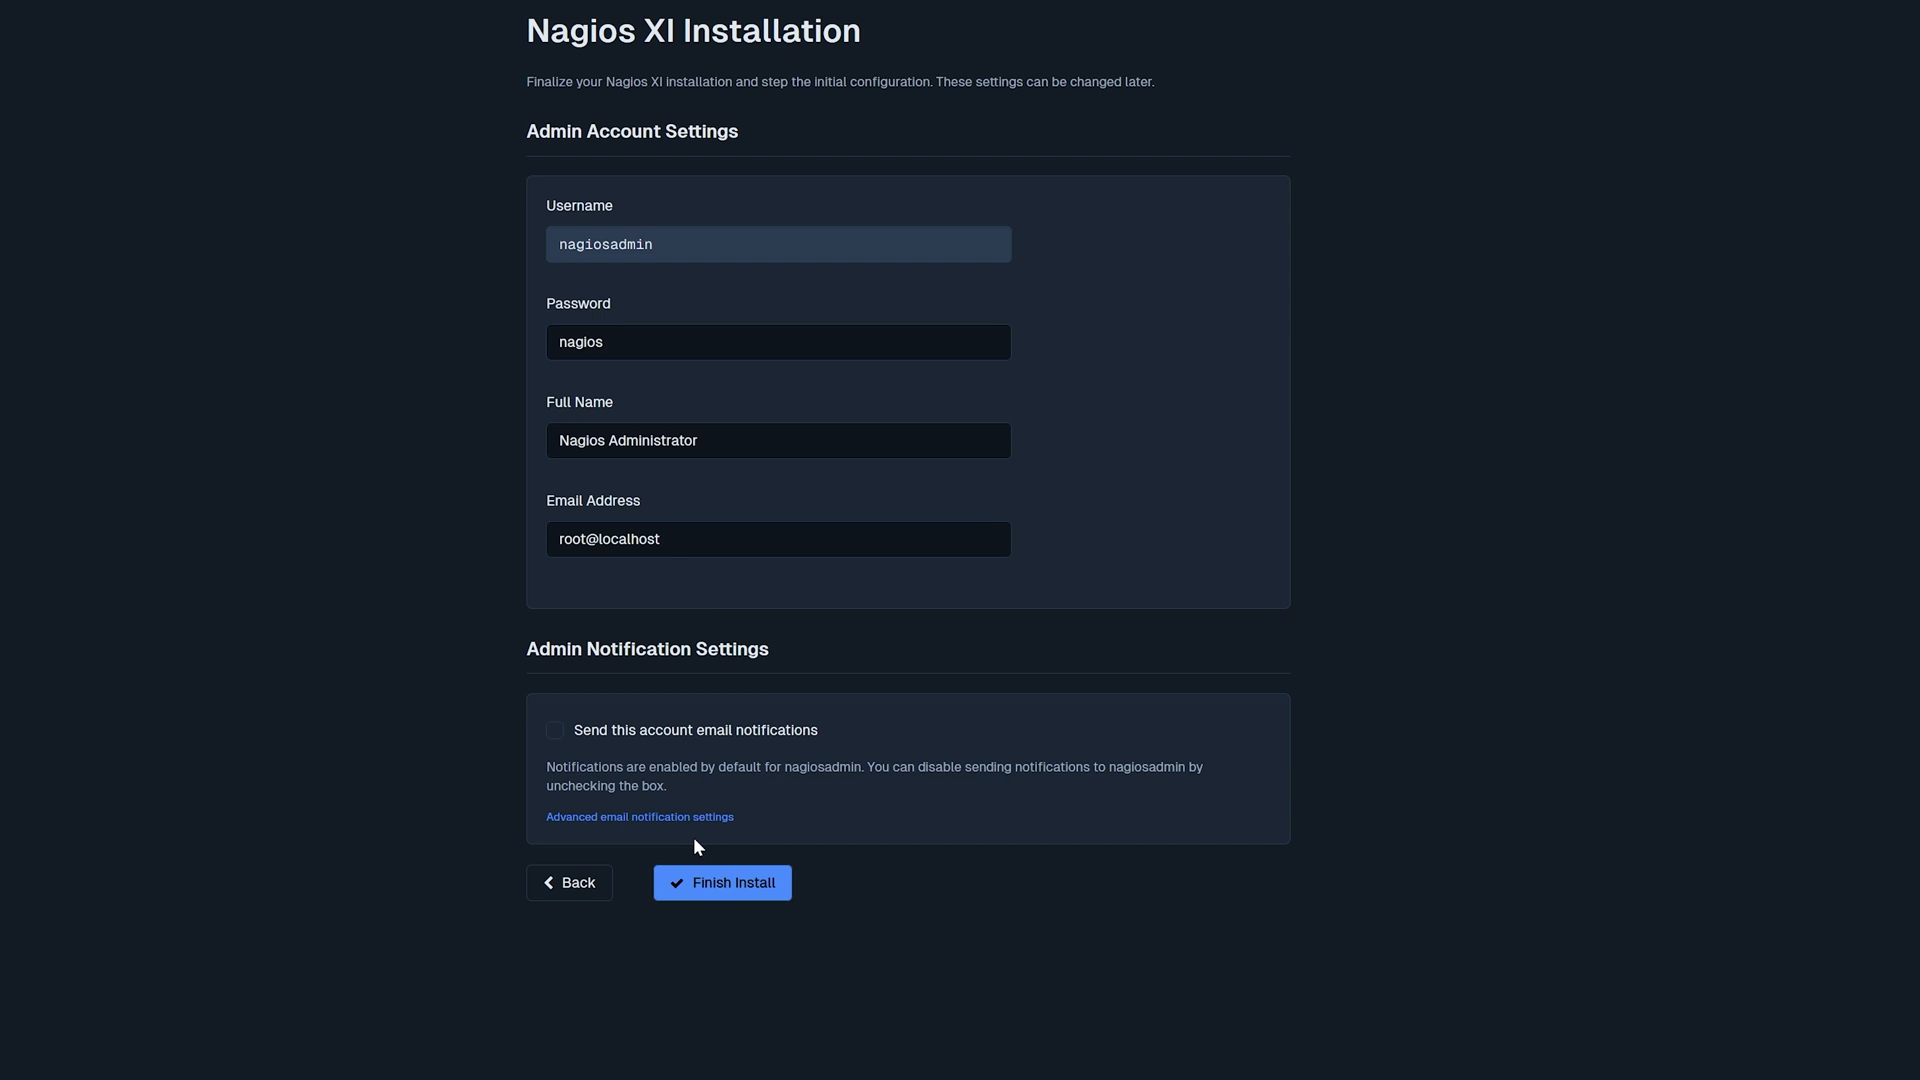 Nagios XI Installation
Finalize your Nagios XI installation and step the initial configuration. These settings can be changed later.
Admin Account Settings
Username
nagiosadmin
Password
nagios
Full Name
Nagios Administrator
Email Address
root@localhost
Admin Notification Settings
Send this account email notifications
Notifications are enabled by default for nagiosadmin. You can disable sending notifications to nagiosadmin by
unchecking the box.
Advanced email notification settings
Back
Finish Install